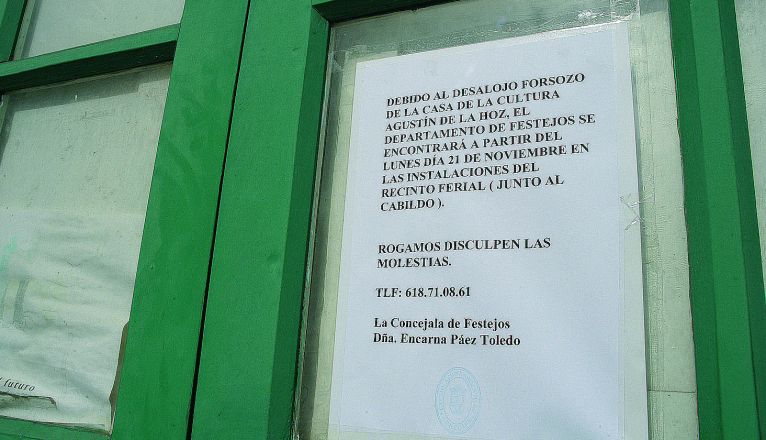 DEBIDO AL DESALOJO FORSOZO
DE LA CASA DE LA CULTURA
AGUSTÍN DE LA HOZ, EL
DEPARTAMENTO DE FESTEJOS SE
ENCONTRARÁ A PARTIR DEL
LUNES DÍA 21 DE NOVIEMBRE EN
LAS INSTALACIONES DEL
RECINTO FERIAL ( JUNTO AL
CABILDO ).
ROGAMOS DISCULPEN LAS
MOLESTIAS.
TLF: 618.71.08.61
La Concejala de Festejos
Dña. Encarna Páez Toledo
futuro